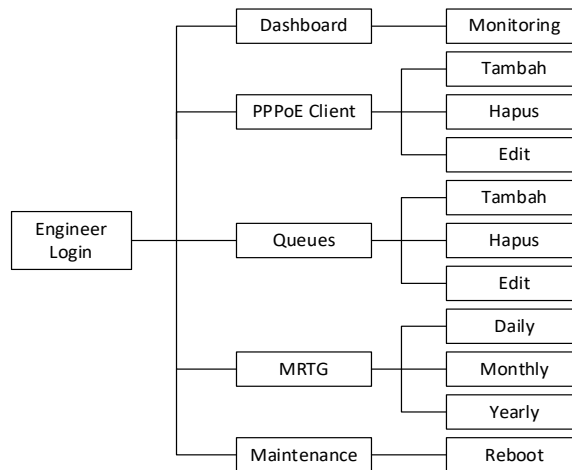 Engineer
Login
Dashboard
Monitoring
PPPoE Client
Tambah
Hapus
Edit
Queues
Tambah
Hapus
Edit
MRTG
Daily
Monthly
Yearly
Maintenance
Reboot